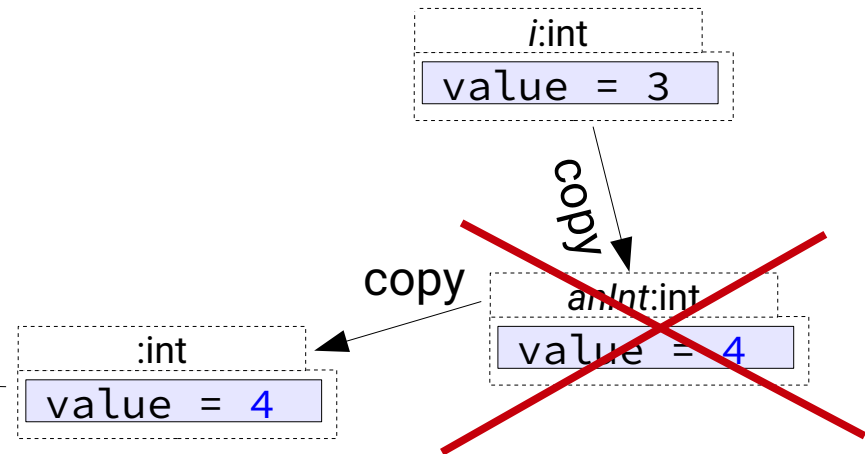 i:int
value = 3
copy
copy
anInt:int
value = 4
:int
value = 4